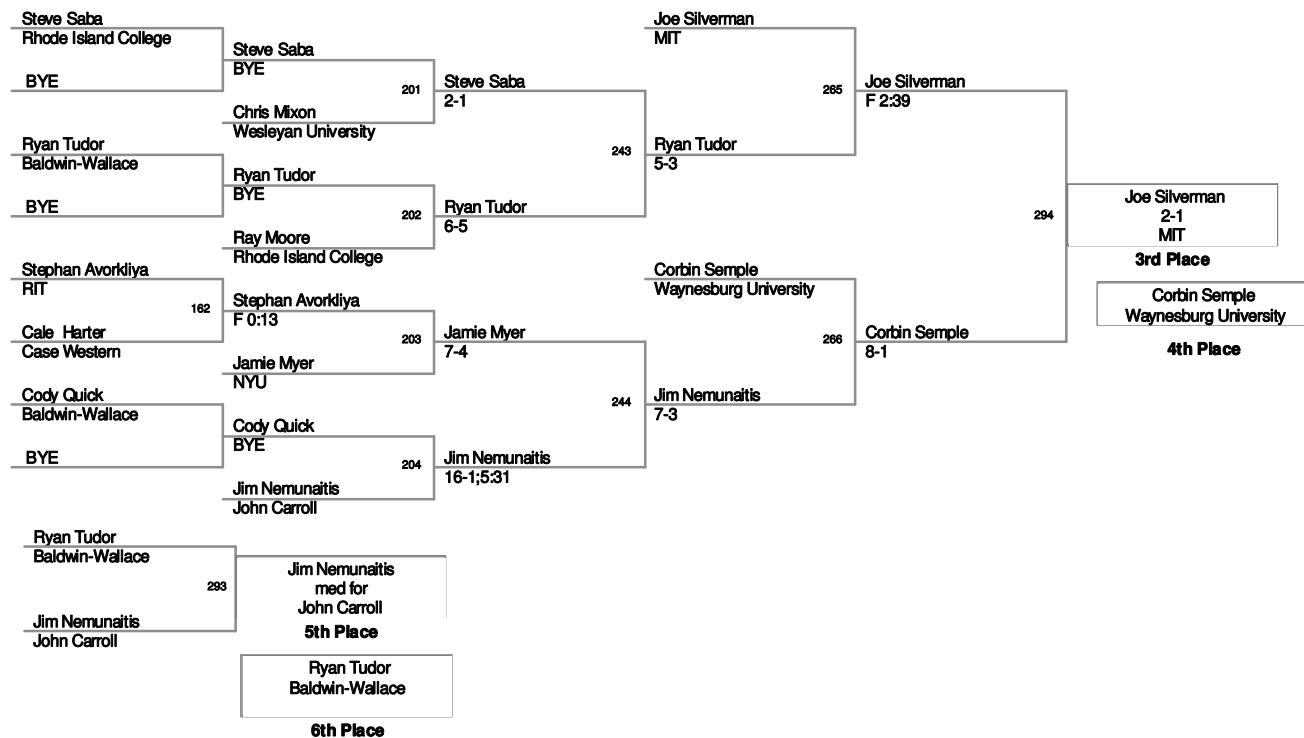 Steve Saba
Rhode Island College
BYE
Ryan Tudor
Baldwin-Wallace
BYE
Stephan Avorkliya
RIT
162
Cale Harter
Case Western
Cody Quick
Baldwin-Wallace
BYE
Steve Saba
BYE
201
Chris Mixon
Wesleyan University
Ryan Tudor
BYE
202
Ray Moore
Rhode Island College
Stephan Avorkliya
F 0:13
203
Jamie Myer
NYU
Cody Quick
BYE
204
Jim Nemunaitis
John Carroll
Steve Saba
2-1
243
Ryan Tudor
6-5
Jamie Myer
7-4
244
Jim Nemunaitis
16-1;5:31
Joe Silverman
MIT
265
Ryan Tudor
5-3
Corbin Semple
Waynesburg University
266
Jim Nemunaitis
7-3
Joe Silverman
F 2:39
294
Corbin Semple
8-1
Joe Silverman
2-1
MIT
3rd Place
Corbin Semple
Waynesburg University
4th Place
Ryan Tudor
Baldwin-Wallace
293
Jim Nemunaitis
John Carroll
Jim Nemunaitis
med for
John Carroll
5th Place
Ryan Tudor
Baldwin-Wallace
6th Place